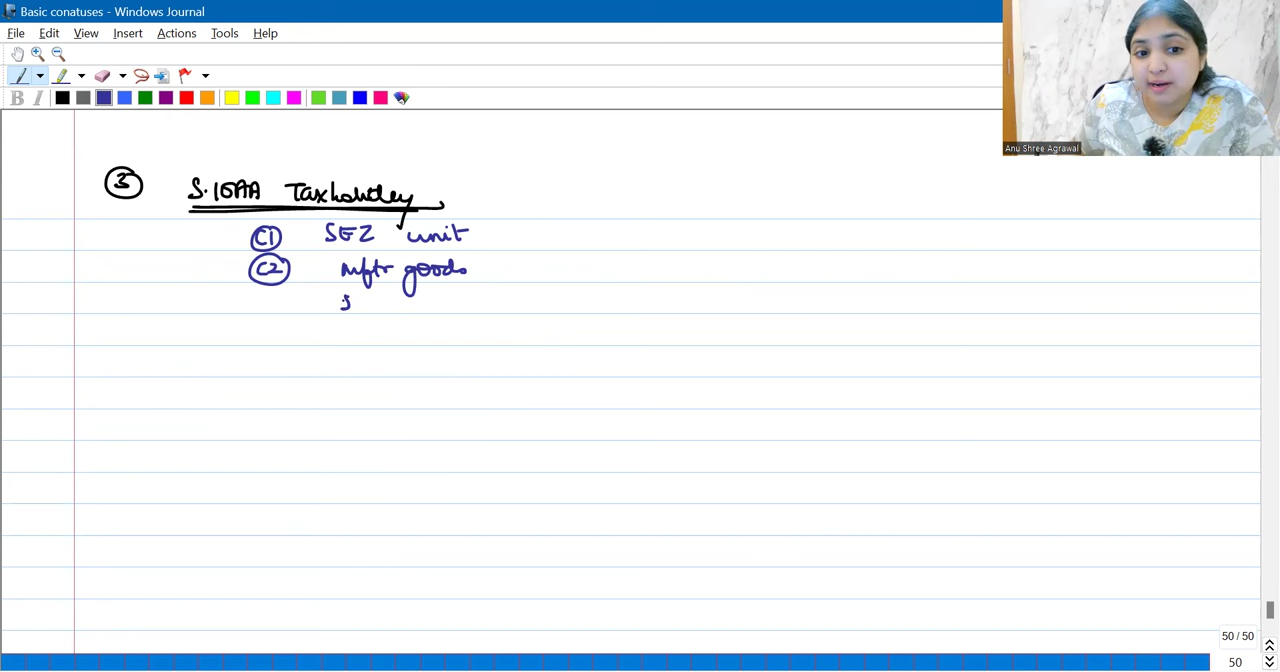 Basic conatuses - Windows Journal
File Edit View Insert Actions Tools Help
B I
Anu Shree Agrawal
3 S.10AA Taxholiday
C1 SEZ unit
C2 mftr goods
50 / 50
50